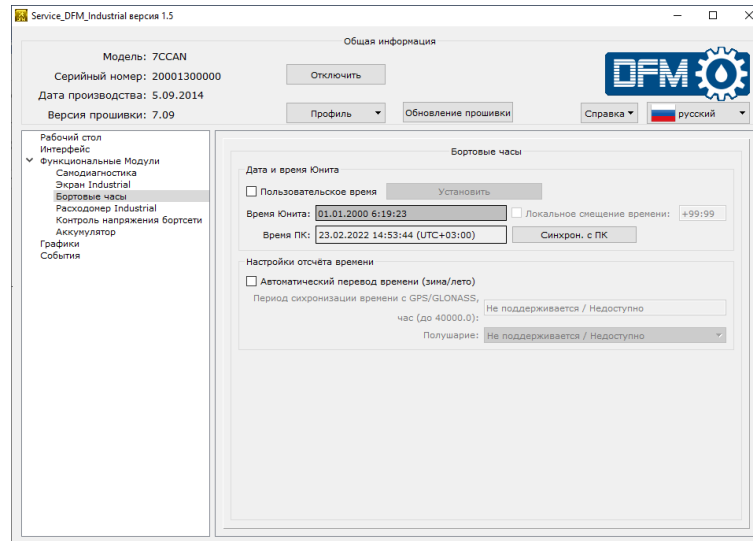 Service_DFM_Industrial версия 1.5
Общая информация
Модель: 7CCAN
Серийный номер: 20001300000
Дата производства: 5.09.2014
Версия прошивки: 7.09
Отключить
Профиль
Обновление прошивки
DFM
Справка
русский
Рабочий стол
Интерфейс
Функциональные Модули
Самодиагностика
Экран Industrial
Бортовые часы
Расходомер Industrial
Контроль напряжения бортсети
Аккумулятор
Графики
События
Бортовые часы
Дата и время Юнита
Пользовательское время
Установить
Время Юнита: 01.01.2000 6:19:23
Локальное смещение времени: +99:99
Время ПК: 23.02.2022 14:53:44 (UTC+03:00)
Синхрон. с ПК
Настройки отсчёта времени
Автоматический перевод времени (зима/лето)
Период сихронизации времени с GPS/GLONASS,
час (до 40000.0):
Не поддерживается / Недоступно
Полушарие: Не поддерживается / Недоступно